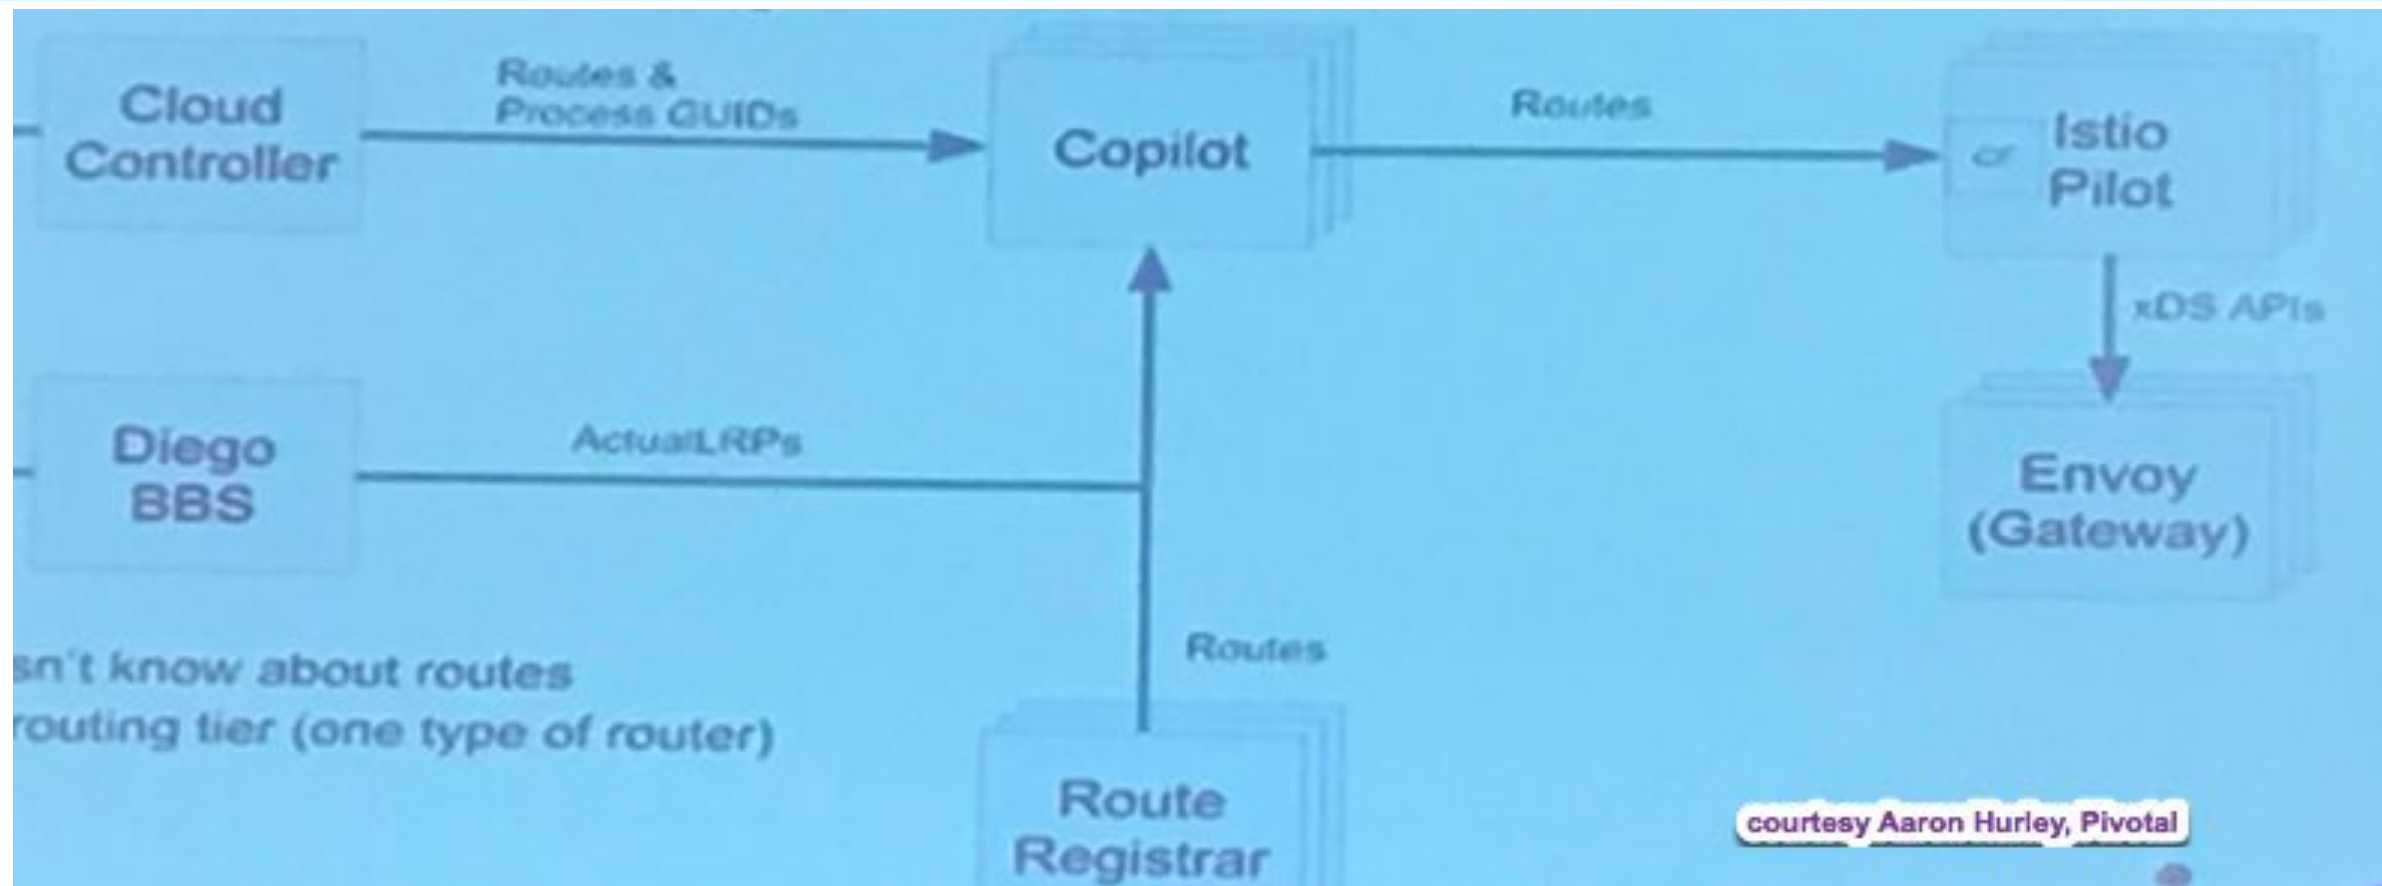 Cloud
Controller
Routes &
Process GUIDs
Copilot
Routes
cf
Istio
Pilot
xDS APIs
Diego
BBS
ActualLRPs
Envoy
(Gateway)
sn't know about routes
routing tier (one type of router)
Routes
Route
Registrar
courtesy Aaron Hurley, Pivotal